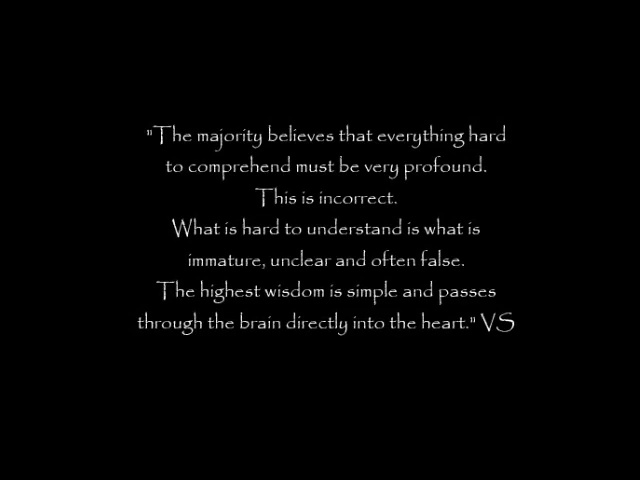 "The majority believes that everything hard
to comprehend must be very profound.
This is incorrect.
What is hard to understand is what is
immature, unclear and often false.
The highest wisdom is simple and passes
through the brain directly into the heart." VS